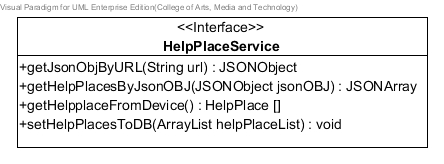 Visual Paradigm for UML Enterprise Edition(College of Arts, Media and Technology)
<<Interface>>
HelpPlaceService
+getJsonObjByURL(String url) : JSONObject
+getHelpPlacesByJsonOBJ(JSONObject jsonOBJ) : JSONArray
+getHelpplaceFromDevice() : HelpPlace []
+setHelpPlacesToDB(ArrayList helpPlaceList) : void